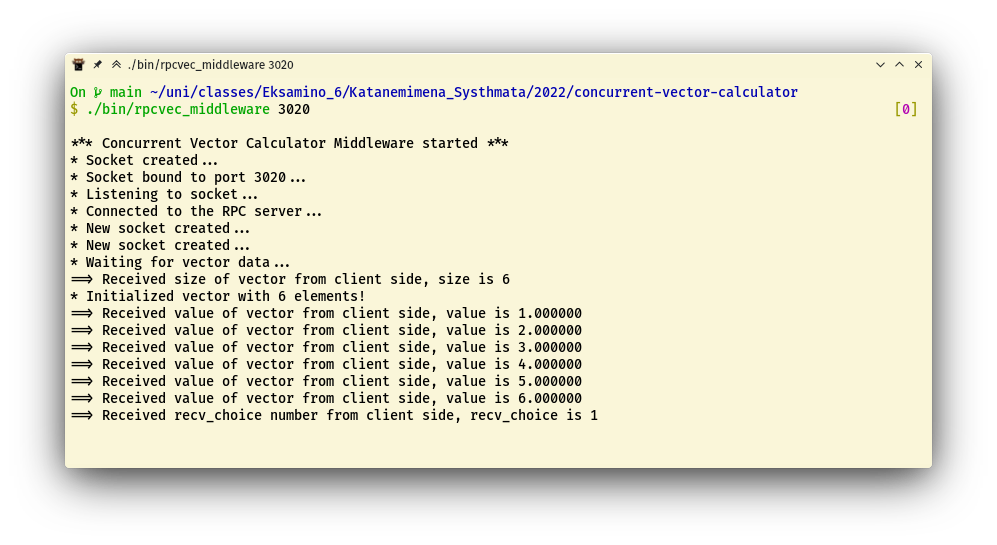 ./bin/rpcvec_middleware 3020
On main ~/uni/classes/Eksamino_6/Katanemimena_Systhmata/2022/concurrent-vector-calculator
$ ./bin/rpcvec_middleware 3020 [0]
*** Concurrent Vector Calculator Middleware started ***
* Socket created...
* Socket bound to port 3020...
* Listening to socket...
* Connected to the RPC server...
* New socket created...
* New socket created...
* Waiting for vector data...
==> Received size of vector from client side, size is 6
* Initialized vector with 6 elements!
==> Received value of vector from client side, value is 1.000000
==> Received value of vector from client side, value is 2.000000
==> Received value of vector from client side, value is 3.000000
==> Received value of vector from client side, value is 4.000000
==> Received value of vector from client side, value is 5.000000
==> Received value of vector from client side, value is 6.000000
==> Received recv_choice number from client side, recv_choice is 1